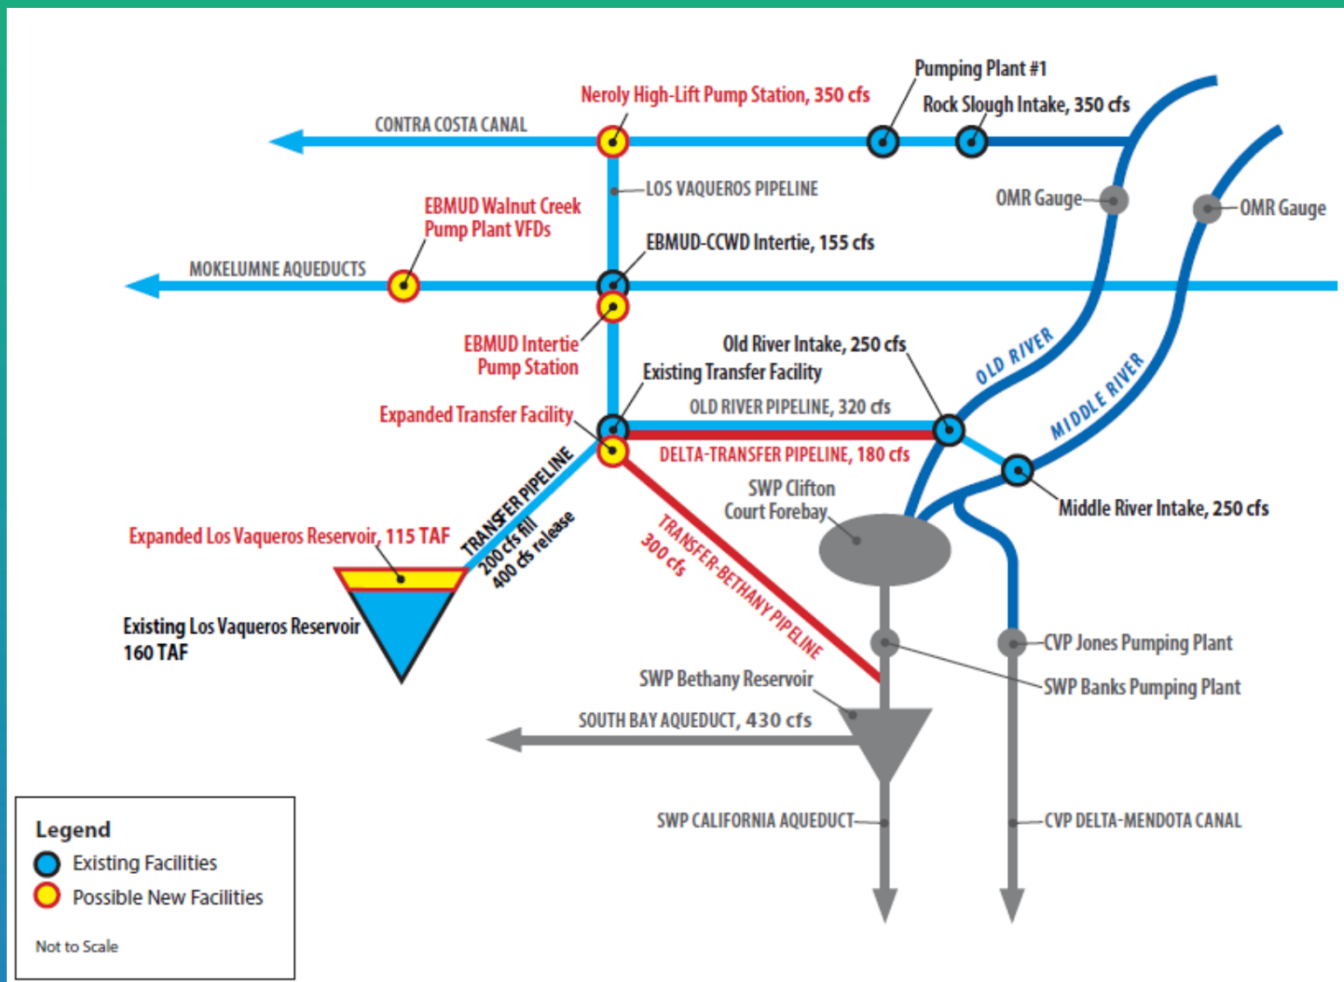 Pumping Plant #1
Neroly High-Lift Pump Station, 350 cfs
Rock Slough Intake, 350 cfs
CONTRA COSTA CANAL
LOS VAQUEROS PIPELINE
OMR Gauge
OMR Gauge
EBMUD Walnut Creek
Pump Plant VFDs
EBMUD-CCWD Intertie, 155 cfs
MOKELUMNE AQUEDUCTS
EBMUD Intertie
Pump Station
Old River Intake, 250 cfs
OLD RIVER
MIDDLE RIVER
Existing Transfer Facility
Expanded Transfer Facility
OLD RIVER PIPELINE, 320 cfs
DELTA-TRANSFER PIPELINE, 180 cfs
SWP Clifton
Court Forebay
Middle River Intake, 250 cfs
TRANSFER PIPELINE
200 cfs fill
400 cfs release
Expanded Los Vaqueros Reservoir, 115 TAF
TRANSFER-BETHANY PIPELINE
300 cfs
Existing Los Vaqueros Reservoir
160 TAF
CVP Jones Pumping Plant
SWP Bethany Reservoir
SWP Banks Pumping Plant
SOUTH BAY AQUEDUCT, 430 cfs
SWP CALIFORNIA AQUEDUCT
CVP DELTA-MENDOTA CANAL
Legend
Existing Facilities
Possible New Facilities
Not to Scale